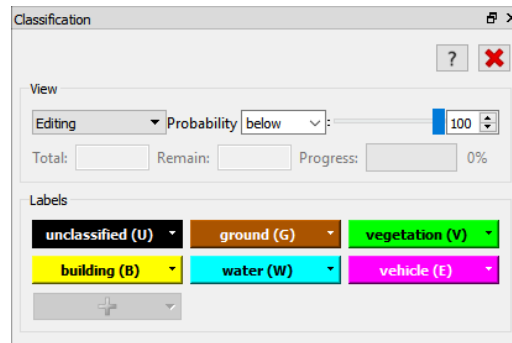 Classification
?
View
Editing Probability below : 100
Total: Remain: Progress: 0%
Labels
unclassified (U) ground (G) vegetation (V)
building (B) water (W) vehicle (E)